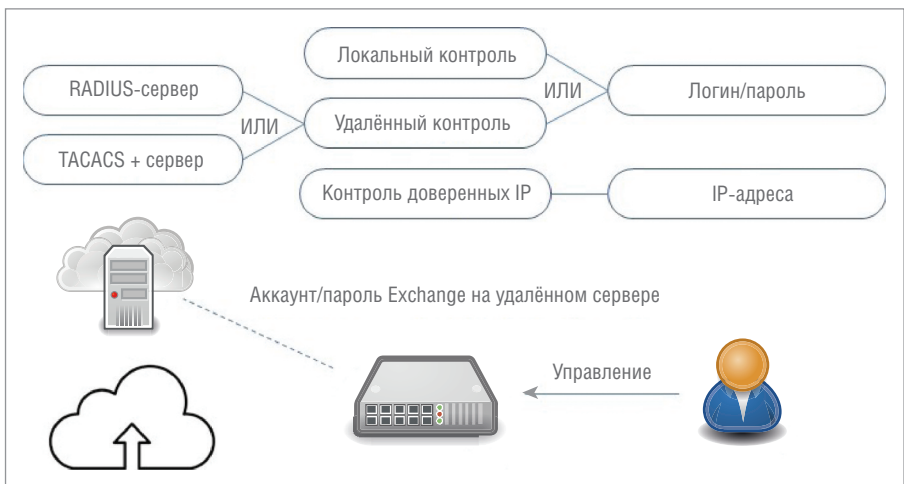 Локальный контроль
RADIUS-сервер
ИЛИ
Логин/пароль
ИЛИ
Удалённый контроль
TACACS + сервер
Контроль доверенных IP
IP-адреса
Аккаунт/пароль Exchange на удалённом сервере
Управление